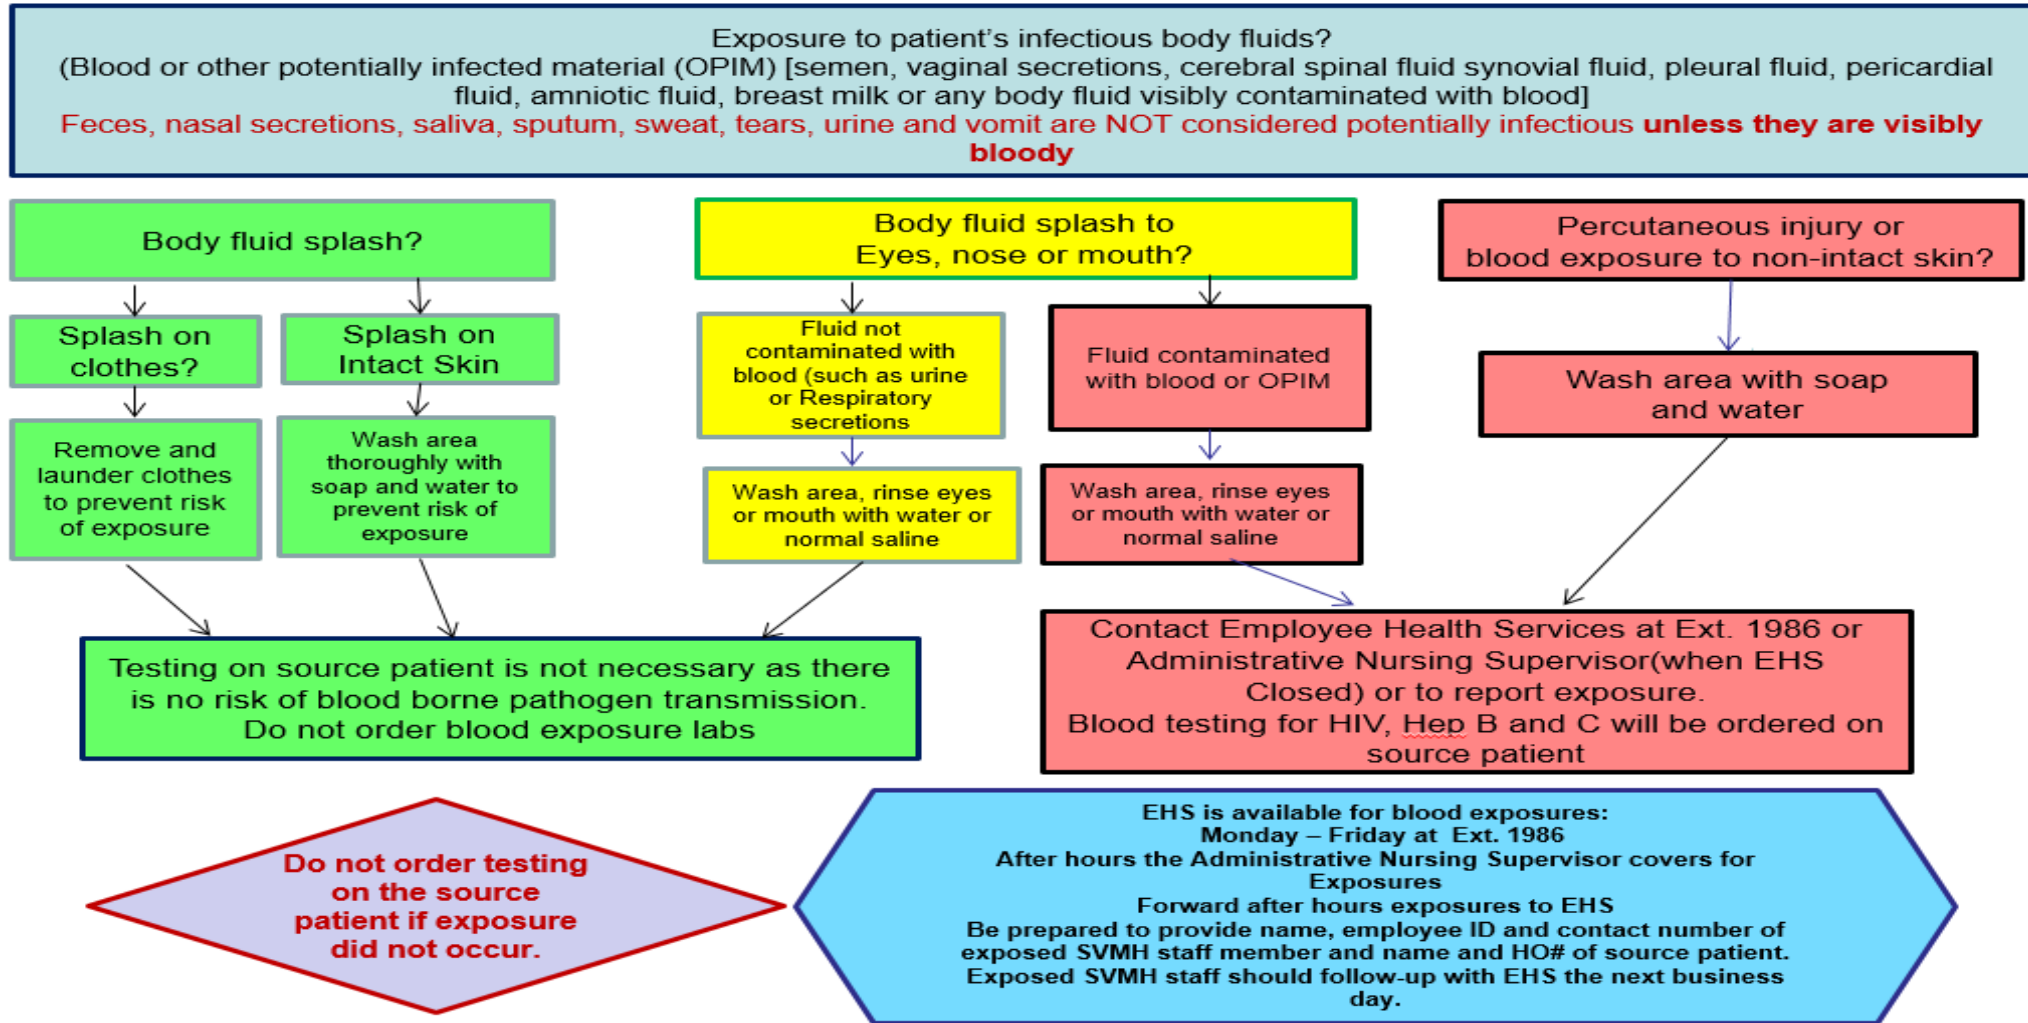 Exposure to patient's infectious body fluids?
(Blood or other potentially infected material (OPIM) [semen, vaginal secretions, cerebral spinal fluid synovial fluid, pleural fluid, pericardial
fluid, amniotic fluid, breast milk or any body fluid visibly contaminated with blood]
Feces, nasal secretions, saliva, sputum, sweat, tears, urine and vomit are NOT considered potentially infectious unless they are visibly
bloody
Body fluid splash?
Splash on
clothes?
Remove and
launder clothes
to prevent risk
of exposure
Splash on
Intact Skin
Wash area
thoroughly with
soap and water to
prevent risk of
exposure
Body fluid splash to
Eyes, nose or mouth?
Fluid not
contaminated with
blood (such as urine
or Respiratory
secretions
Wash area, rinse eyes
or mouth with water or
normal saline
Fluid contaminated
with blood or OPIM
Wash area, rinse eyes
or mouth with water or
normal saline
Percutaneous injury or
blood exposure to non-intact skin?
Wash area with soap
and water
Testing on source patient is not necessary as there
is no risk of blood borne pathogen transmission.
Do not order blood exposure labs
Contact Employee Health Services at Ext. 1986 or
Administrative Nursing Supervisor(when EHS
Closed) or to report exposure.
Blood testing for HIV, Hep B and C will be ordered on
source patient
Do not order testing
on the source
patient if exposure
did not occur.
EHS is available for blood exposures:
Monday – Friday at Ext. 1986
After hours the Administrative Nursing Supervisor covers for
Exposures
Forward after hours exposures to EHS
Be prepared to provide name, employee ID and contact number of
exposed SVMH staff member and name and HO# of source patient.
Exposed SVMH staff should follow-up with EHS the next business
day.